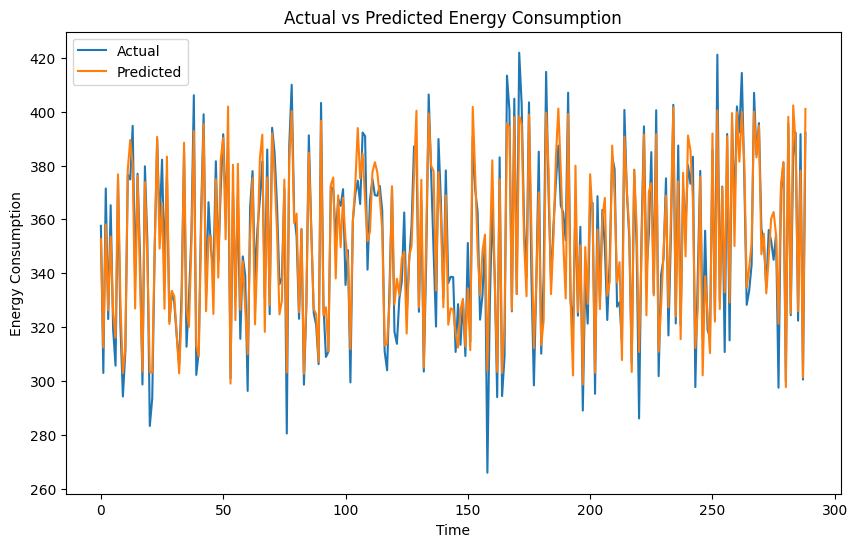 Actual vs Predicted Energy Consumption
Actual
Predicted
Energy Consumption
420
400
380
360
340
320
300
280
260
0 50 100 150 200 250 300
Time